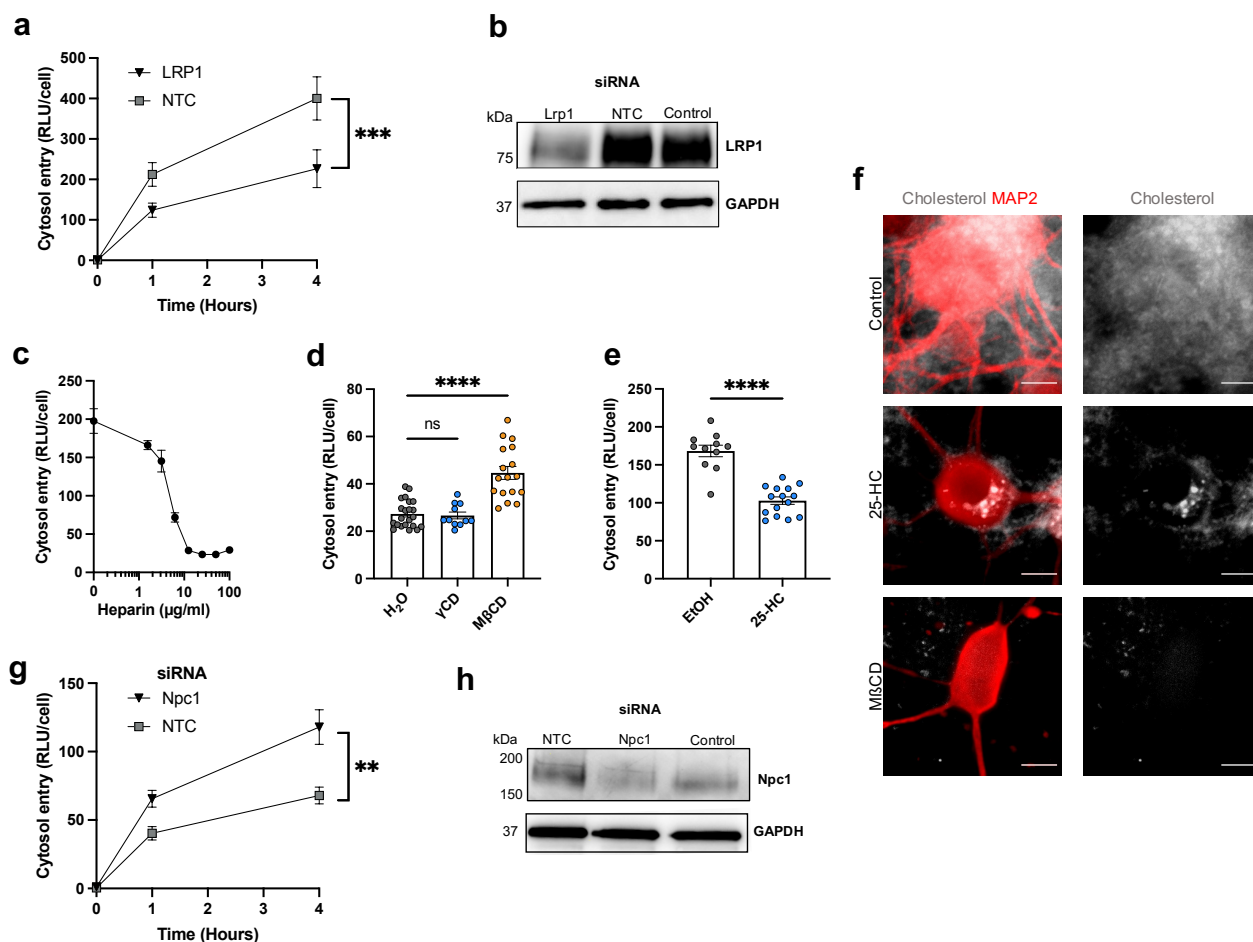 a
500
400
300
200
100
0
0 1 2 3 4
Cytosol entry (RLU/cell)
Time (Hours)
LRP1
NTC
***
b
siRNA
kDa Lrp1 NTC Control
75 LRP1
37 GAPDH
c
250
200
150
100
50
0
0 1 10 100
Cytosol entry (RLU/cell)
Heparin (µg/ml)
d
80
60
40
20
0
Cytosol entry (RLU/cell)
****
ns
H₂O γCD MβCD
e
250
200
150
100
50
0
Cytosol entry (RLU/cell)
****
EtOH 25-HC
f
Cholesterol MAP2 Cholesterol
Control
25-HC
MβCD
g
siRNA
Npc1
NTC
150
100
50
0
0 1 2 3 4
Cytosol entry (RLU/cell)
Time (Hours)
**
h
siRNA
kDa NTC Npc1 Control
200
150
Npc1
37 GAPDH